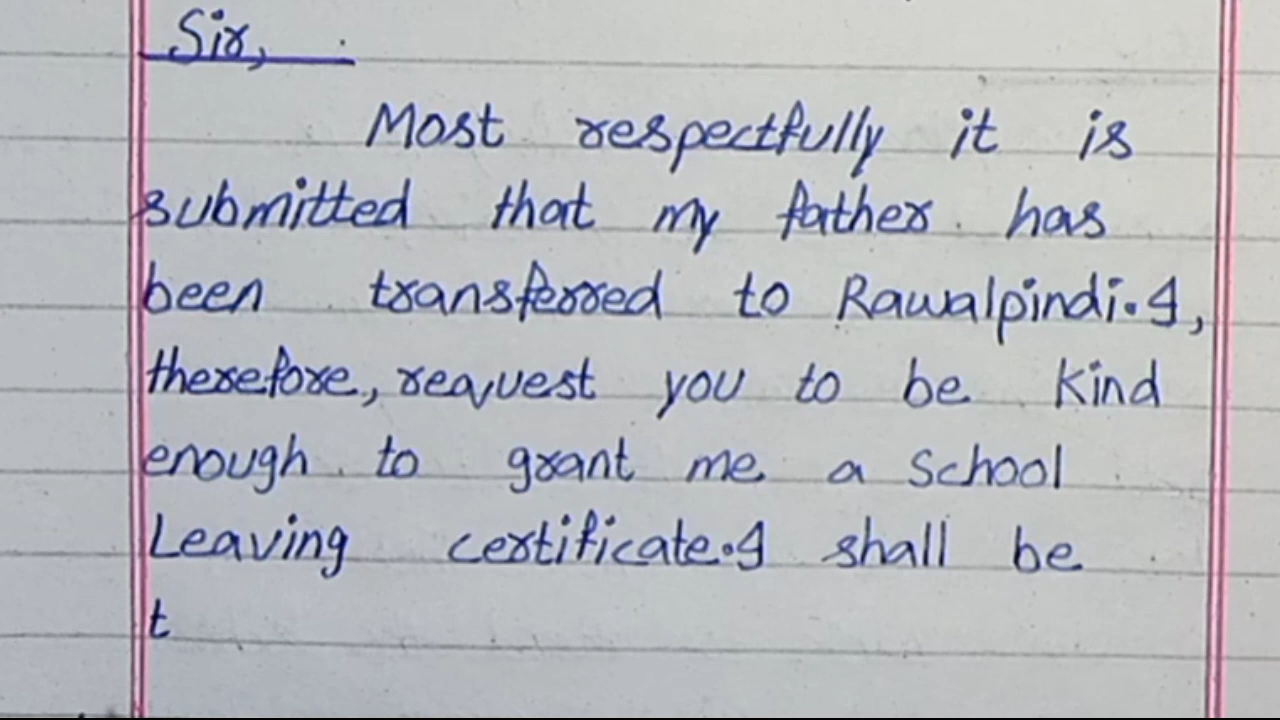 Sir,
Most respectfully it is
submitted that my father has
been transferred to Rawalpindi. I,
therefore, request you to be kind
enough to grant me a School
Leaving certificate. I shall be
t